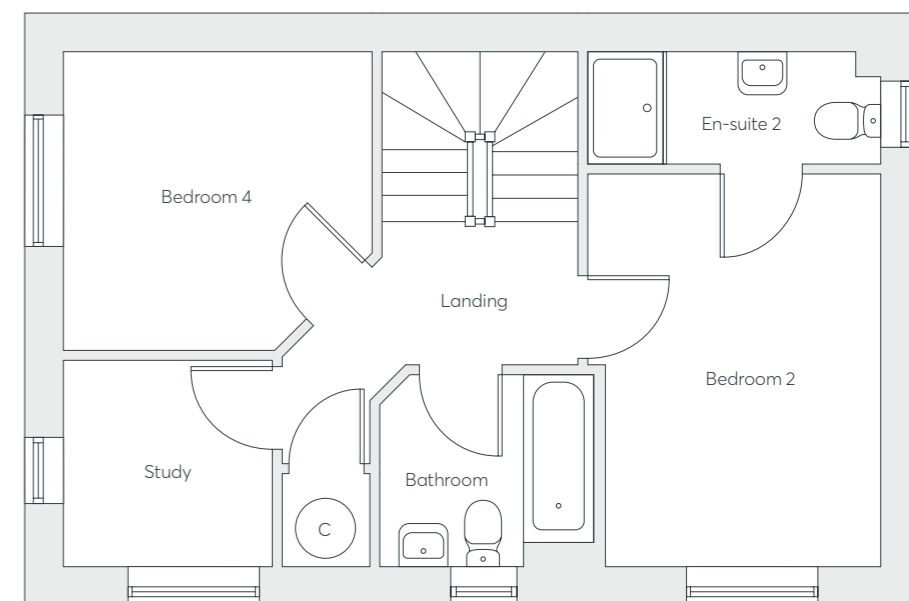 En-suite 2
Bedroom 4
Landing
Bedroom 2
Study
Bathroom
C